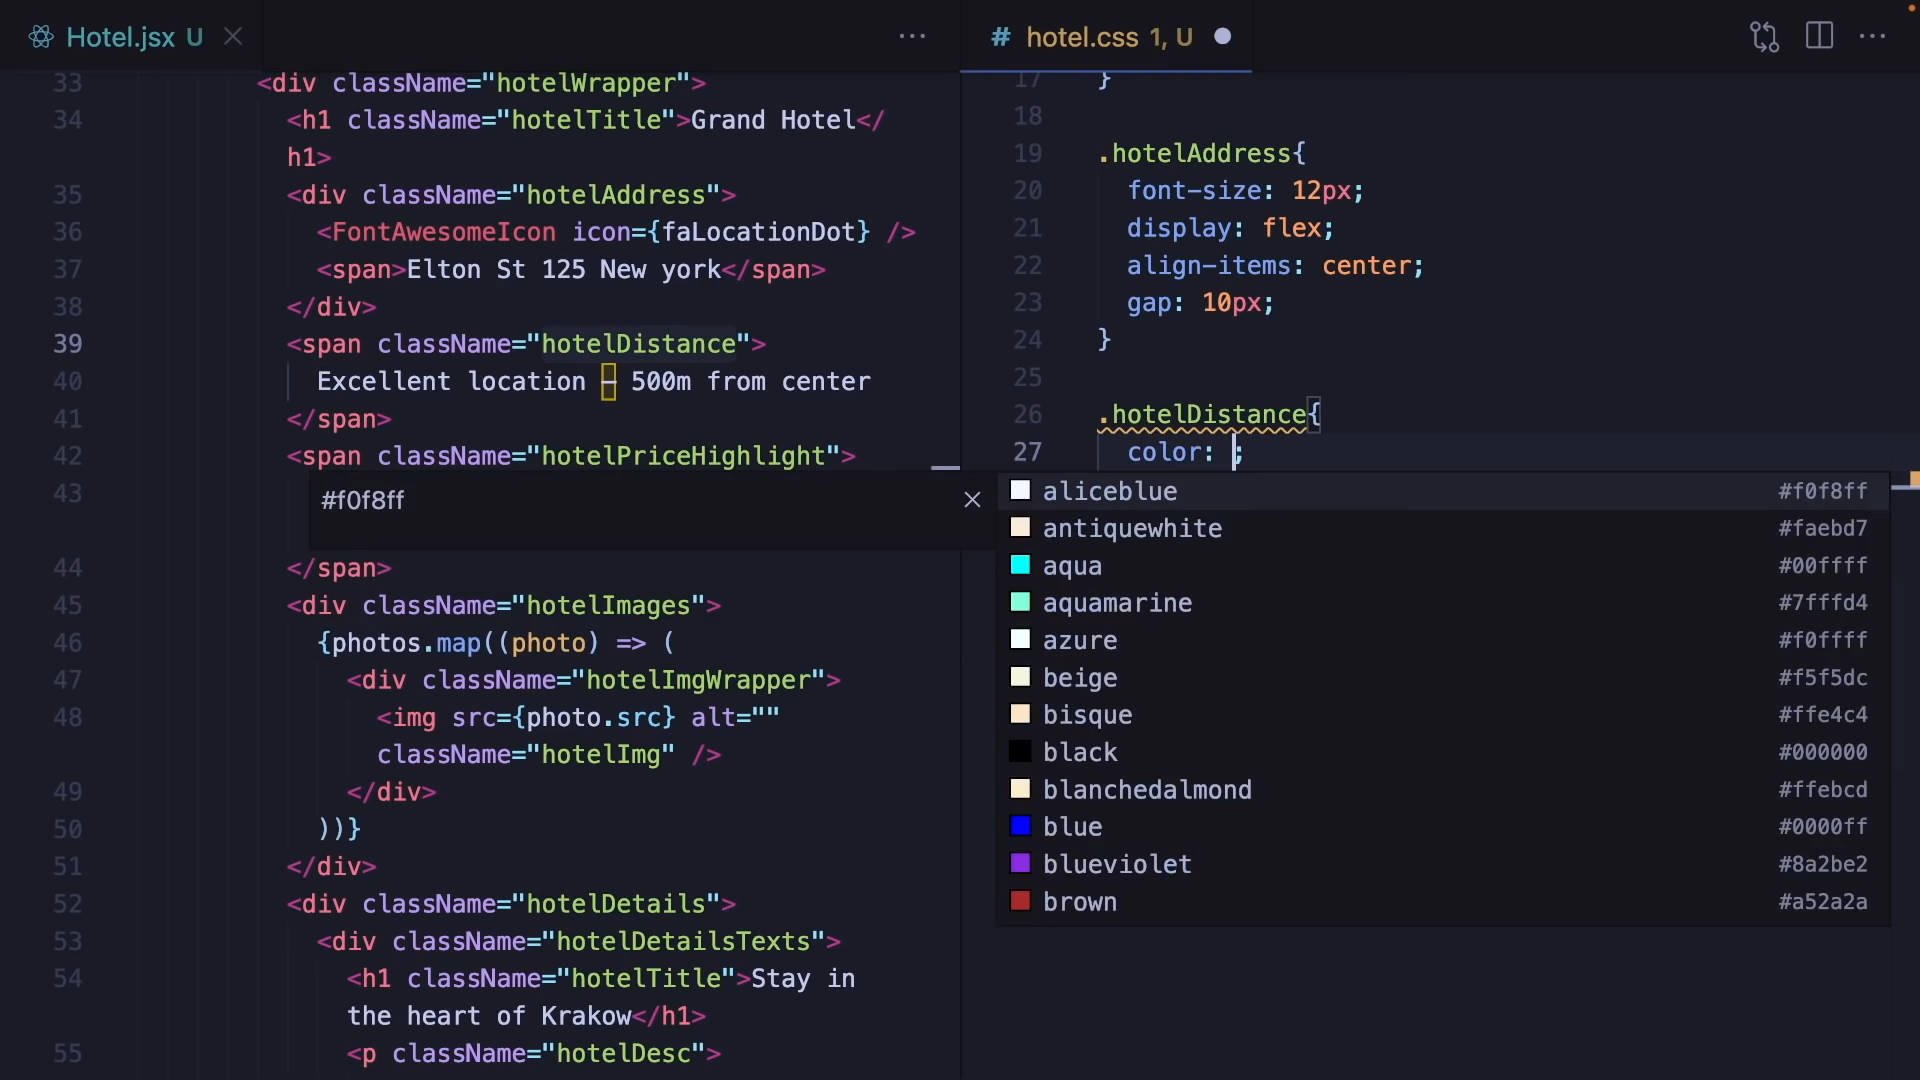 Hotel.jsx U
33 <div className="hotelWrapper">
34 <h1 className="hotelTitle">Grand Hotel</
h1>
35 <div className="hotelAddress">
36 <FontAwesomeIcon icon={faLocationDot} />
37 <span>Elton St 125 New york</span>
38 </div>
39 <span className="hotelDistance">
40 Excellent location – 500m from center
41 </span>
42 <span className="hotelPriceHighlight">
43
44 </span>
45 <div className="hotelImages">
46 {photos.map((photo) => (
47 <div className="hotelImgWrapper">
48 <img src={photo.src} alt=""
className="hotelImg" />
49 </div>
50 ))}
51 </div>
52 <div className="hotelDetails">
53 <div className="hotelDetailsTexts">
54 <h1 className="hotelTitle">Stay in
the heart of Krakow</h1>
55 <p className="hotelDesc">
#f0f8ff
# hotel.css 1, U
17 }
18
19 .hotelAddress{
20 font-size: 12px;
21 display: flex;
22 align-items: center;
23 gap: 10px;
24 }
25
26 .hotelDistance{
27 color: ;
aliceblue #f0f8ff
antiquewhite #faebd7
aqua #00ffff
aquamarine #7fffd4
azure #f0ffff
beige #f5f5dc
bisque #ffe4c4
black #000000
blanchedalmond #ffebcd
blue #0000ff
blueviolet #8a2be2
brown #a52a2a